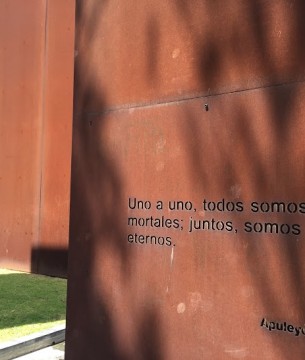 Uno a uno, todos somos
mortales; juntos, somos
eternos.
Apuleyo